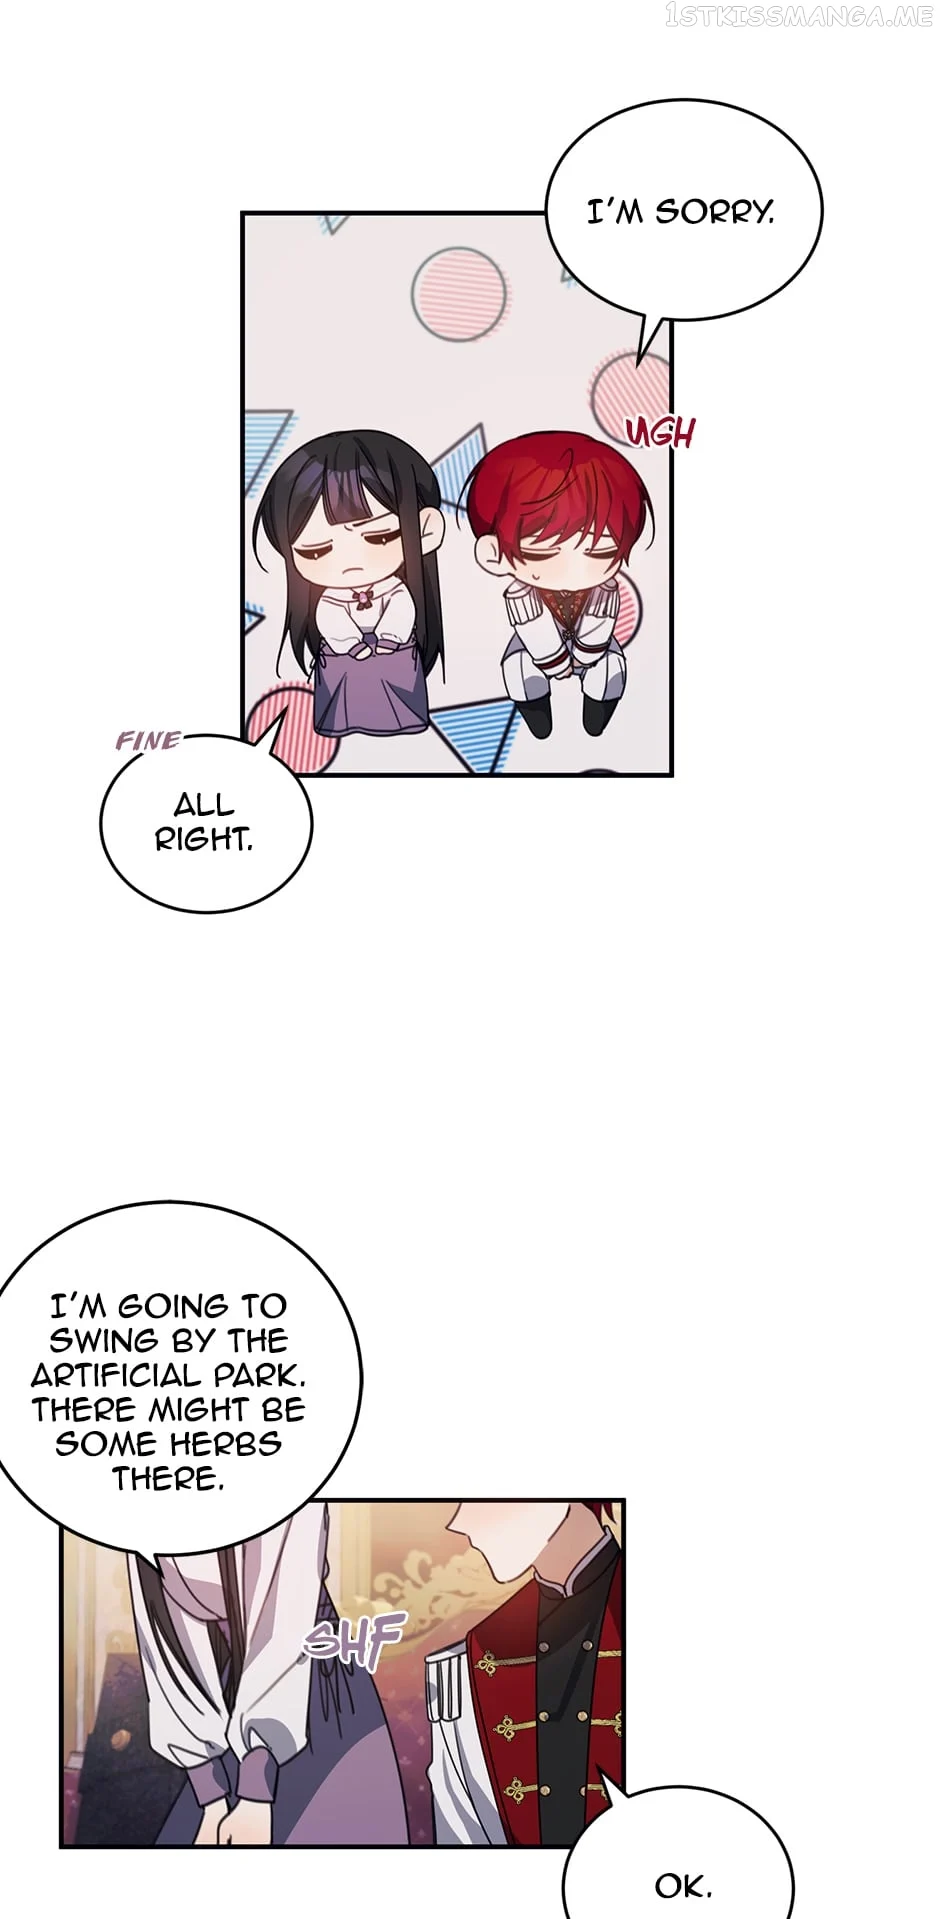 1STKISSMANGA.ME
I'M SORRY.
UGH
FINE
ALL
RIGHT.
I'M GOING TO
SWING BY THE
ARTIFICIAL PARK.
THERE MIGHT BE
SOME HERBS
THERE.
SHF
OK.